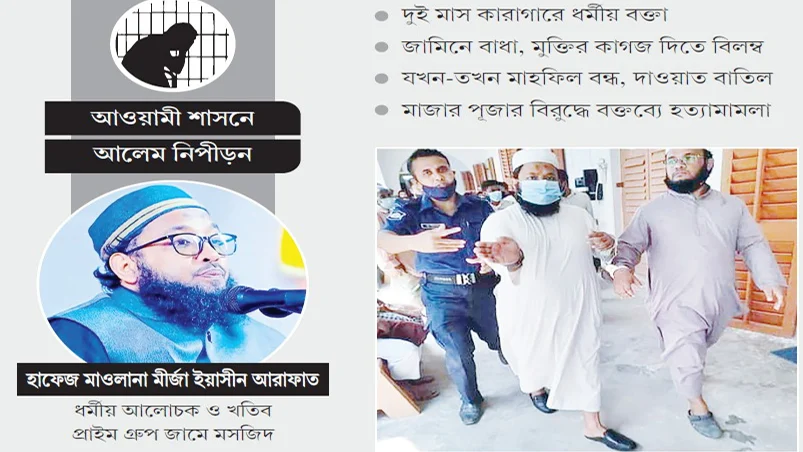 আওয়ামী শাসনে
আলেম নিপীড়ন
হাফেজ মাওলানা মীর্জা ইয়াসীন আরাফাত
ধর্মীয় আলোচক ও খতিব
প্রাইম গ্রুপ জামে মসজিদ
দুই মাস কারাগারে ধর্মীয় বক্তা
জামিনে বাধা, মুক্তির কাগজ দিতে বিলম্ব
যখন-তখন মাহফিল বন্ধ, দাওয়াত বাতিল
মাজার পূজার বিরুদ্ধে বক্তব্যে হত্যামামলা